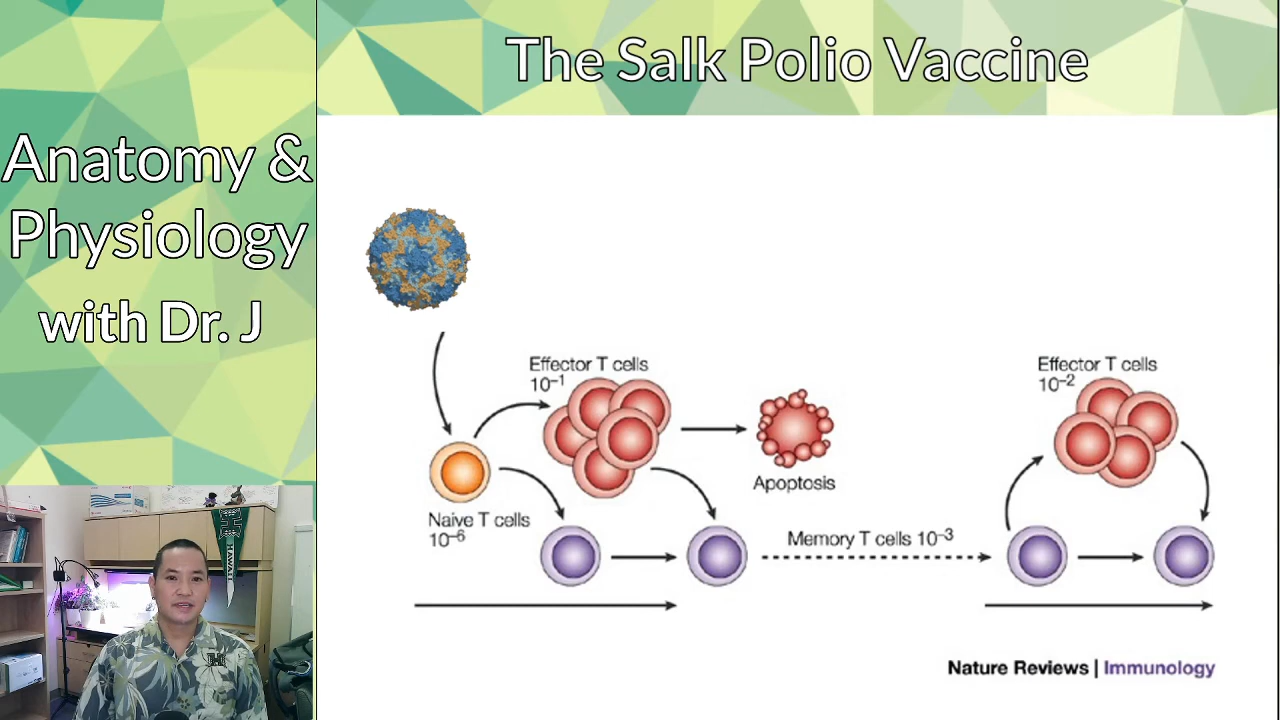 The Salk Polio Vaccine
Anatomy &
Physiology
with Dr. J
Effector T cells
10⁻¹
Effector T cells
10⁻²
Apoptosis
Naive T cells
10⁻⁶
Memory T cells 10⁻³
HAWAII
Nature Reviews | Immunology